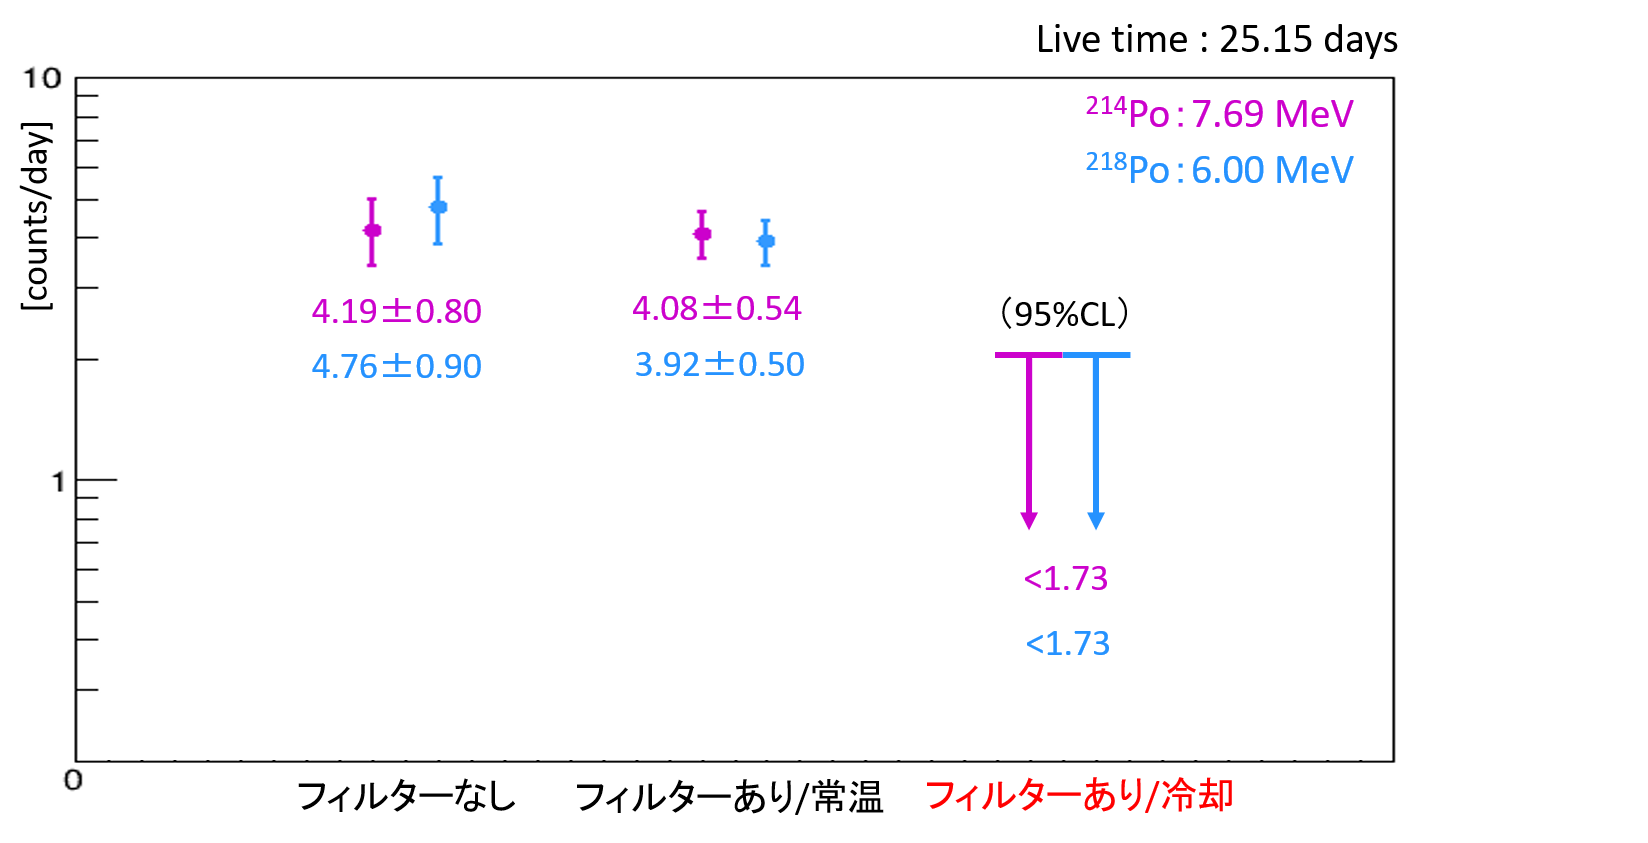 Live time : 25.15 days
10
²¹⁴Po：7.69 MeV
²¹⁸Po：6.00 MeV
[counts/day]
4.19±0.80
4.76±0.90
4.08±0.54
3.92±0.50
（95%CL）
1
<1.73
<1.73
0
フィルターなし
フィルターあり/常温
フィルターあり/冷却